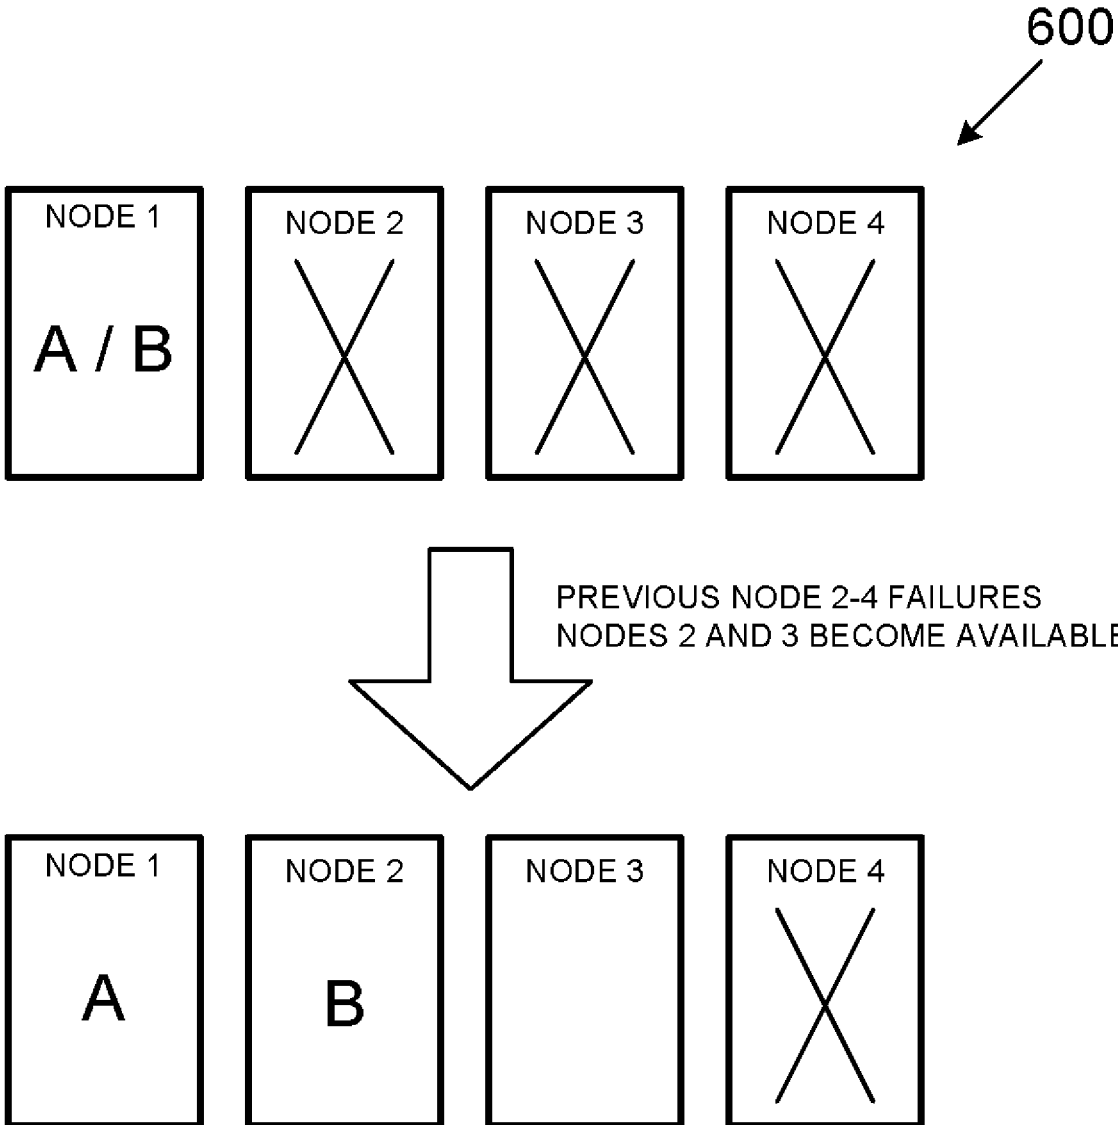 600
NODE 1
NODE 2
NODE 3
NODE 4
A / B
PREVIOUS NODE 2-4 FAILURES
NODES 2 AND 3 BECOME AVAILABLE
NODE 1
NODE 2
NODE 3
NODE 4
A
B